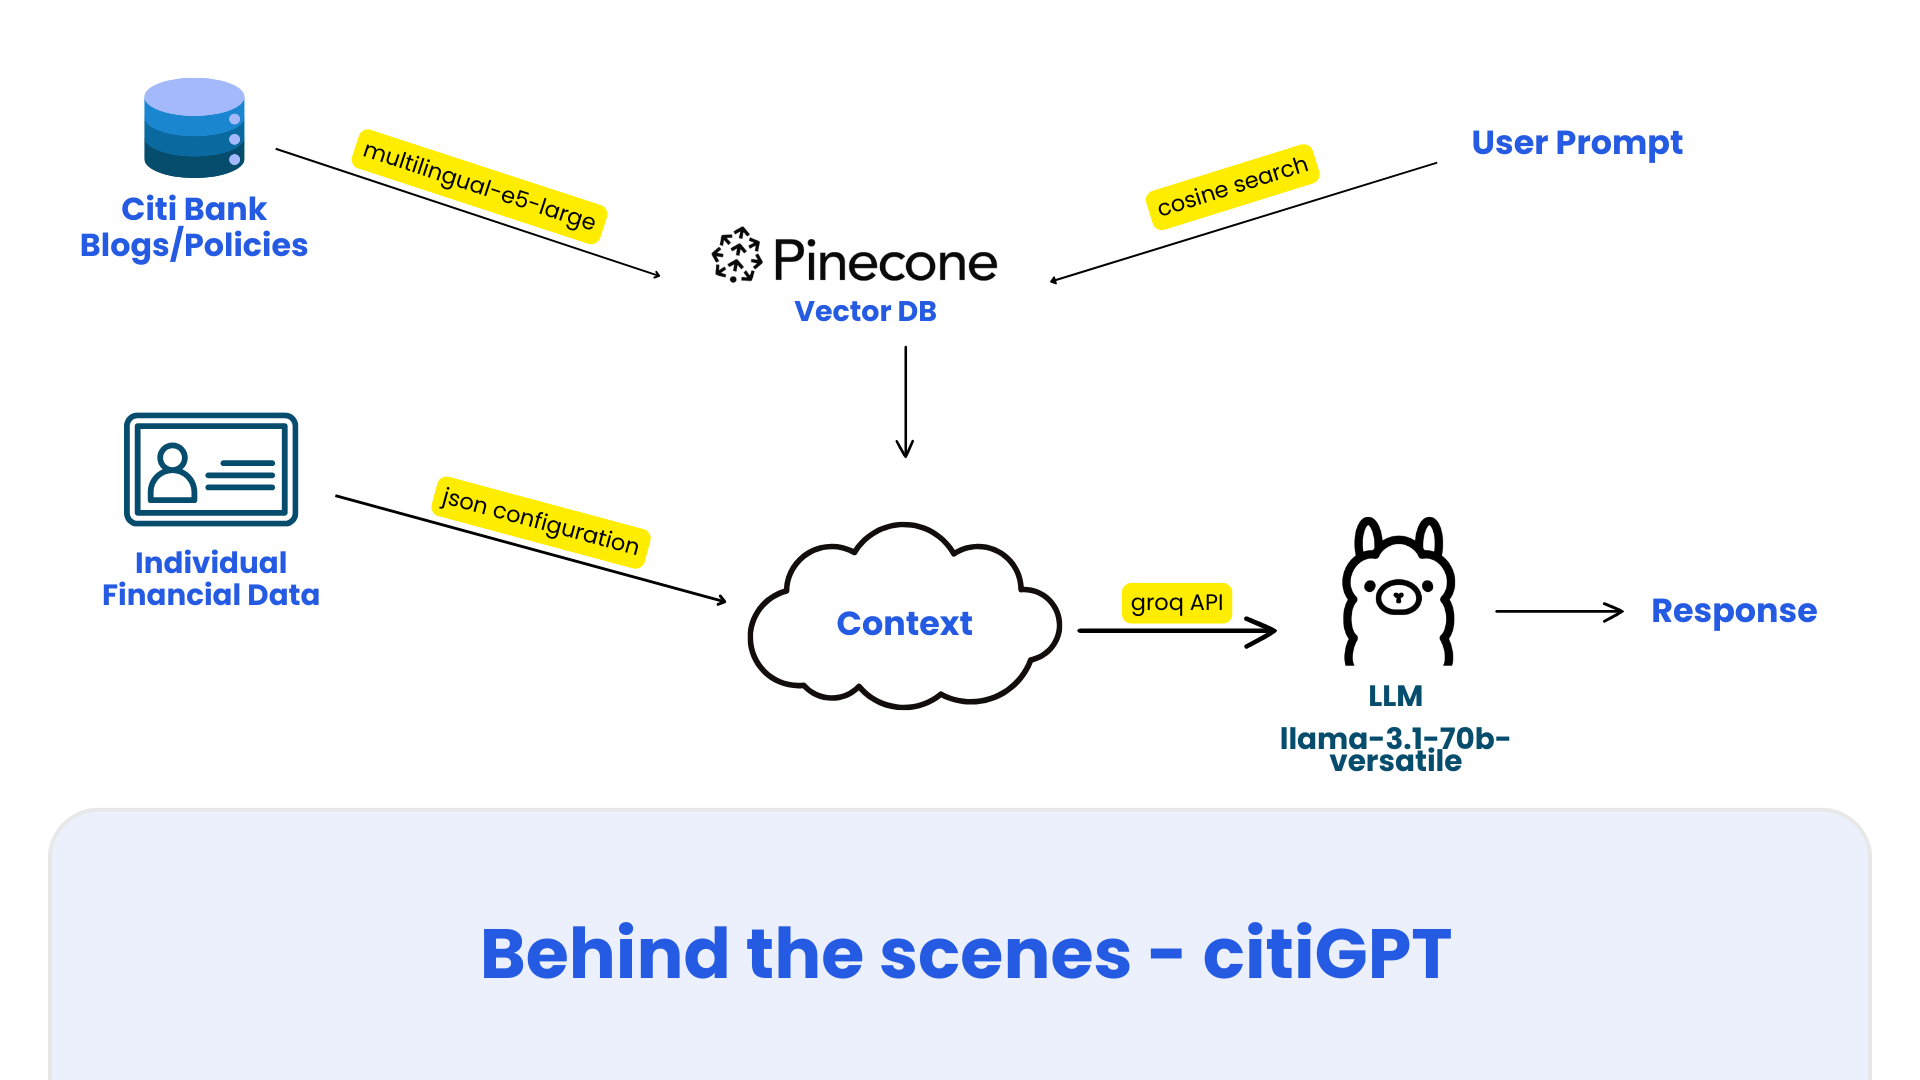 Citi Bank
Blogs/Policies
multilingual-e5-large
Pinecone
Vector DB
cosine search
User Prompt
Individual
Financial Data
json configuration
Context
groq API
LLM
llama-3.1-70b-
versatile
Response
Behind the scenes - citiGPT